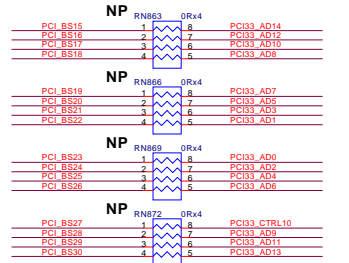 NP RN863 0Rx4
PCI_BS15 1 8 PCI33_AD14
PCI_BS16 2 7 PCI33_AD12
PCI_BS17 3 6 PCI33_AD10
PCI_BS18 4 5 PCI33_AD8
NP RN866 0Rx4
PCI_BS19 1 8 PCI33_AD7
PCI_BS20 2 7 PCI33_AD5
PCI_BS21 3 6 PCI33_AD3
PCI_BS22 4 5 PCI33_AD1
NP RN869 0Rx4
PCI_BS23 1 8 PCI33_AD0
PCI_BS24 2 7 PCI33_AD2
PCI_BS25 3 6 PCI33_AD4
PCI_BS26 4 5 PCI33_AD6
NP RN872 0Rx4
PCI_BS27 1 8 PCI33_CTRL10
PCI_BS28 2 7 PCI33_AD9
PCI_BS29 3 6 PCI33_AD11
PCI_BS30 4 5 PCI33_AD13